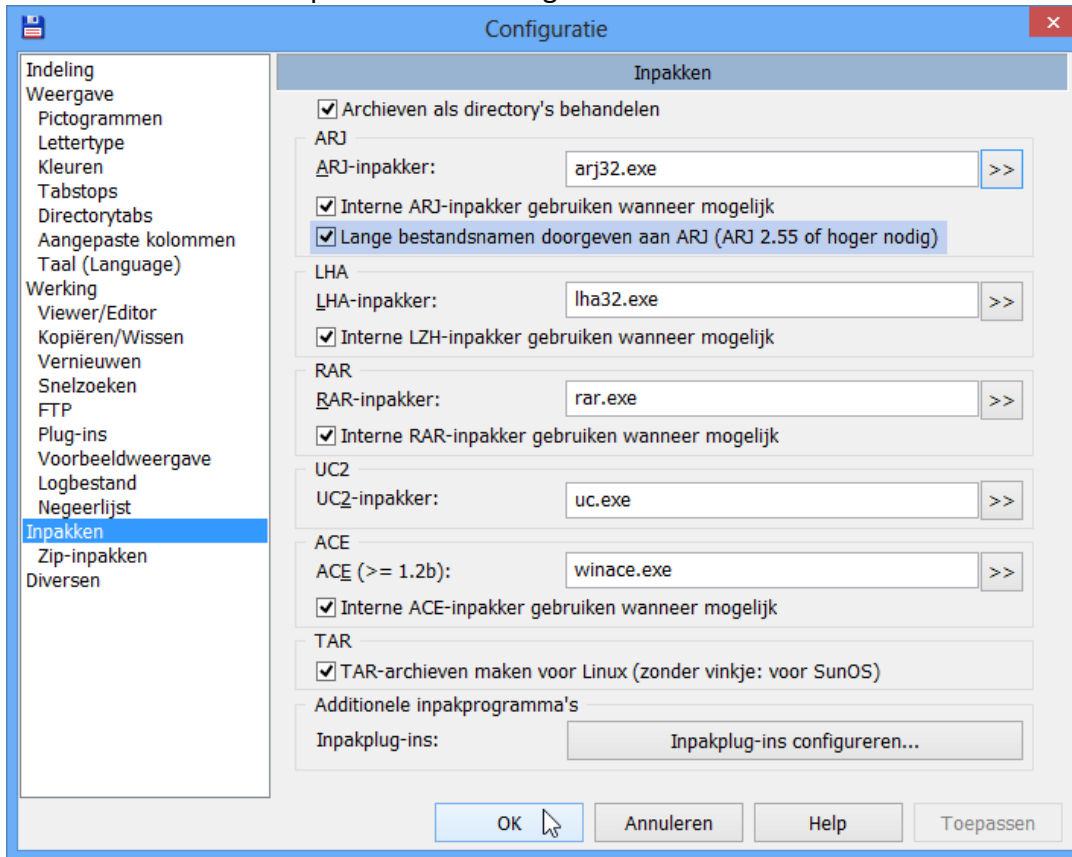 Configuratie
Indeling
Weergave
Pictogrammen
Lettertype
Kleuren
Tabstops
Directorytabs
Aangepaste kolommen
Taal (Language)
Werking
Viewer/Editor
Kopiëren/Wissen
Vernieuwen
Snelzoeken
FTP
Plug-ins
Voorbeeldweergave
Logbestand
Negeerlijst
Inpakken
Zip-inpakken
Diversen
Inpakken
Archieven als directory's behandelen
ARJ
ARJ-inpakker: arj32.exe >>
Interne ARJ-inpakker gebruiken wanneer mogelijk
Lange bestandsnamen doorgeven aan ARJ (ARJ 2.55 of hoger nodig)
LHA
LHA-inpakker: lha32.exe >>
Interne LZH-inpakker gebruiken wanneer mogelijk
RAR
RAR-inpakker: rar.exe >>
Interne RAR-inpakker gebruiken wanneer mogelijk
UC2
UC2-inpakker: uc.exe >>
ACE
ACE (>= 1.2b): winace.exe >>
Interne ACE-inpakker gebruiken wanneer mogelijk
TAR
TAR-archieven maken voor Linux (zonder vinkje: voor SunOS)
Additionele inpakprogramma's
Inpakplug-ins: Inpakplug-ins configureren...
OK Annuleren Help Toepassen